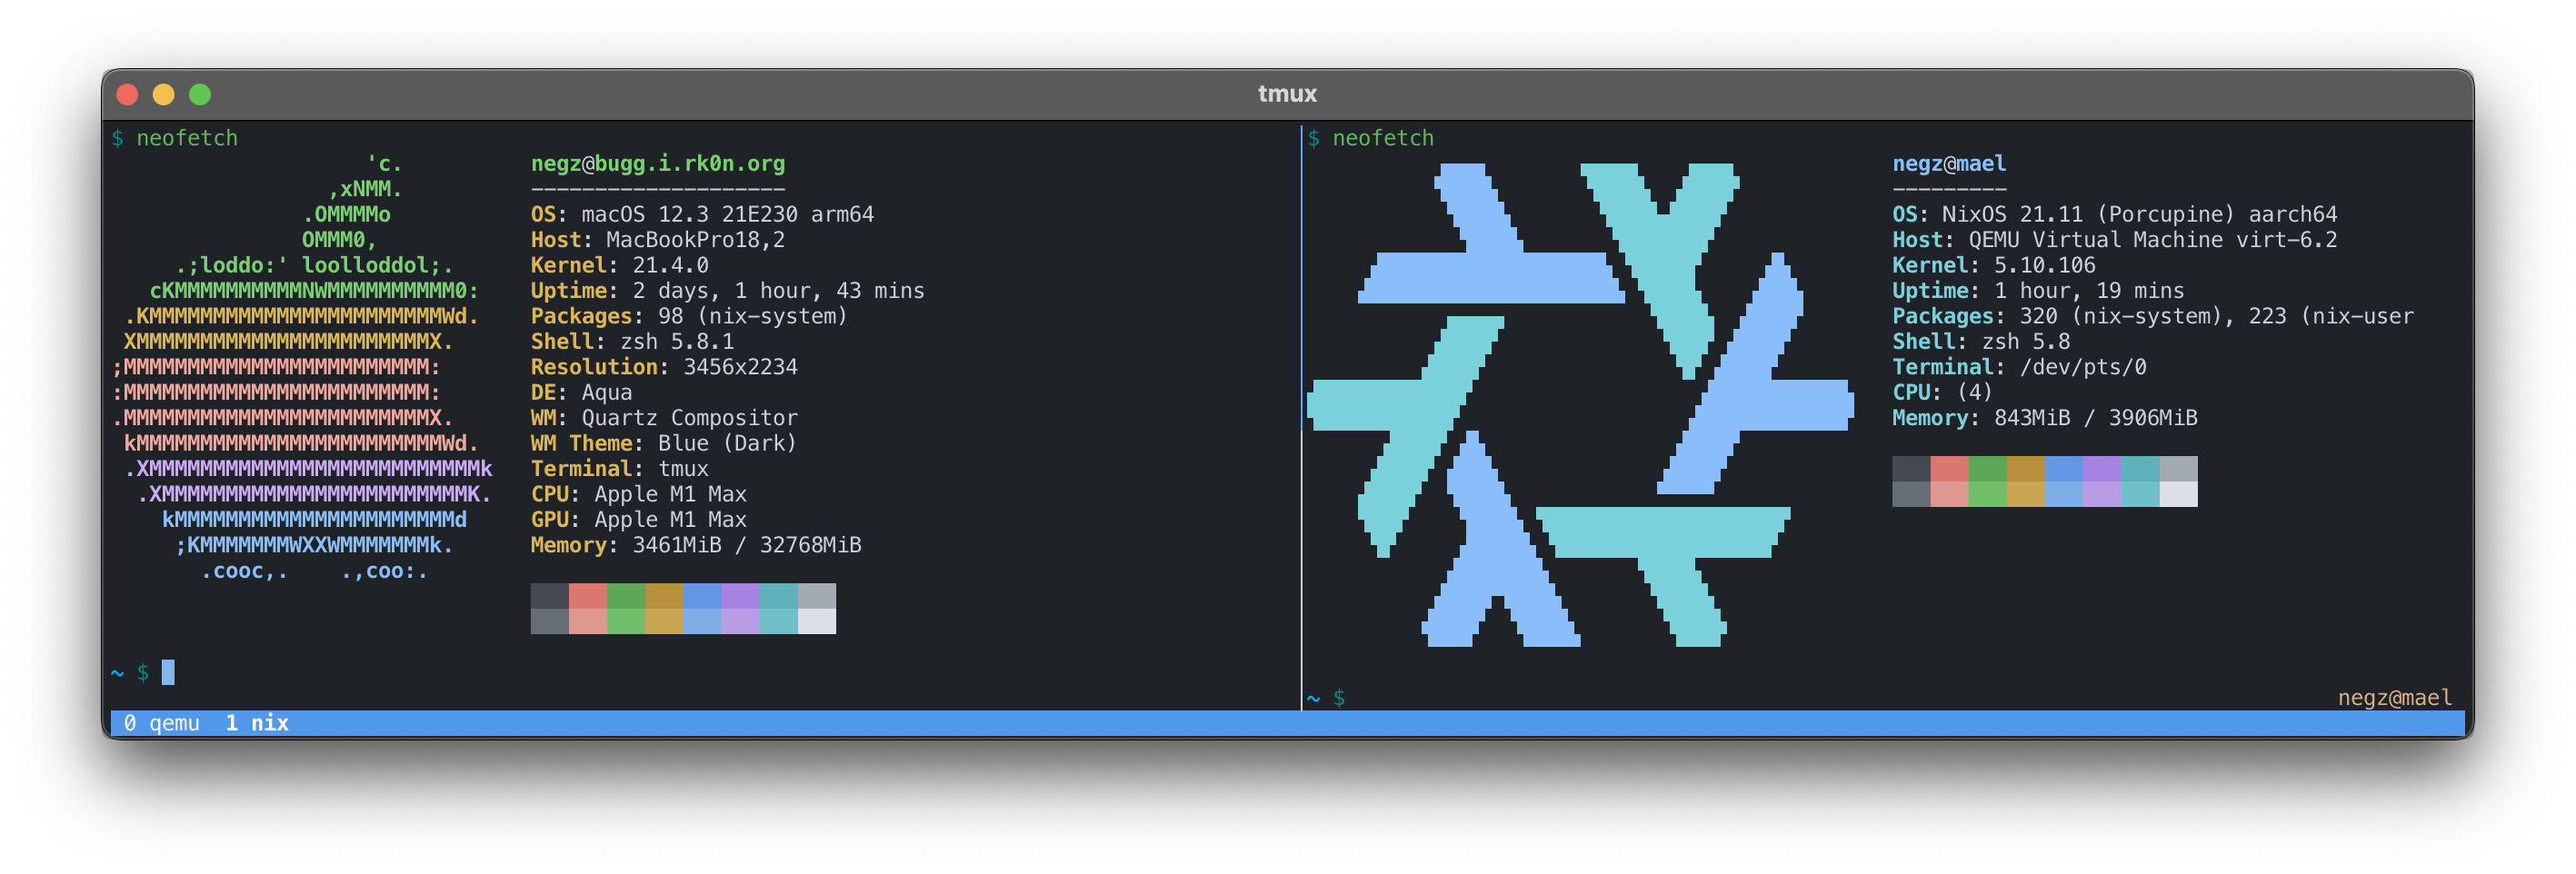 tmux
$ neofetch
'c.
,xNMM.
.OMMMMo
OMMM0,
.;loddo:' loolloddol;.
cKMMMMMMMMMMNWMMMMMMMMMM0:
.KMMMMMMMMMMMMMMMMMMMMMMMWd.
XMMMMMMMMMMMMMMMMMMMMMMMX.
;MMMMMMMMMMMMMMMMMMMMMMMM:
:MMMMMMMMMMMMMMMMMMMMMMMM:
.MMMMMMMMMMMMMMMMMMMMMMMMX.
kMMMMMMMMMMMMMMMMMMMMMMMMWd.
.XMMMMMMMMMMMMMMMMMMMMMMMMMMk
.XMMMMMMMMMMMMMMMMMMMMMMMMK.
kMMMMMMMMMMMMMMMMMMMMMMd
;KMMMMMMMWXXWMMMMMMMk.
.cooc,.    .,coo:.
negz@bugg.i.rk0n.org
--------------------
OS: macOS 12.3 21E230 arm64
Host: MacBookPro18,2
Kernel: 21.4.0
Uptime: 2 days, 1 hour, 43 mins
Packages: 98 (nix-system)
Shell: zsh 5.8.1
Resolution: 3456x2234
DE: Aqua
WM: Quartz Compositor
WM Theme: Blue (Dark)
Terminal: tmux
CPU: Apple M1 Max
GPU: Apple M1 Max
Memory: 3461MiB / 32768MiB
~ $
$ neofetch
negz@mael
---------
OS: NixOS 21.11 (Porcupine) aarch64
Host: QEMU Virtual Machine virt-6.2
Kernel: 5.10.106
Uptime: 1 hour, 19 mins
Packages: 320 (nix-system), 223 (nix-user
Shell: zsh 5.8
Terminal: /dev/pts/0
CPU: (4)
Memory: 843MiB / 3906MiB
~ $ negz@mael
0 qemu 1 nix